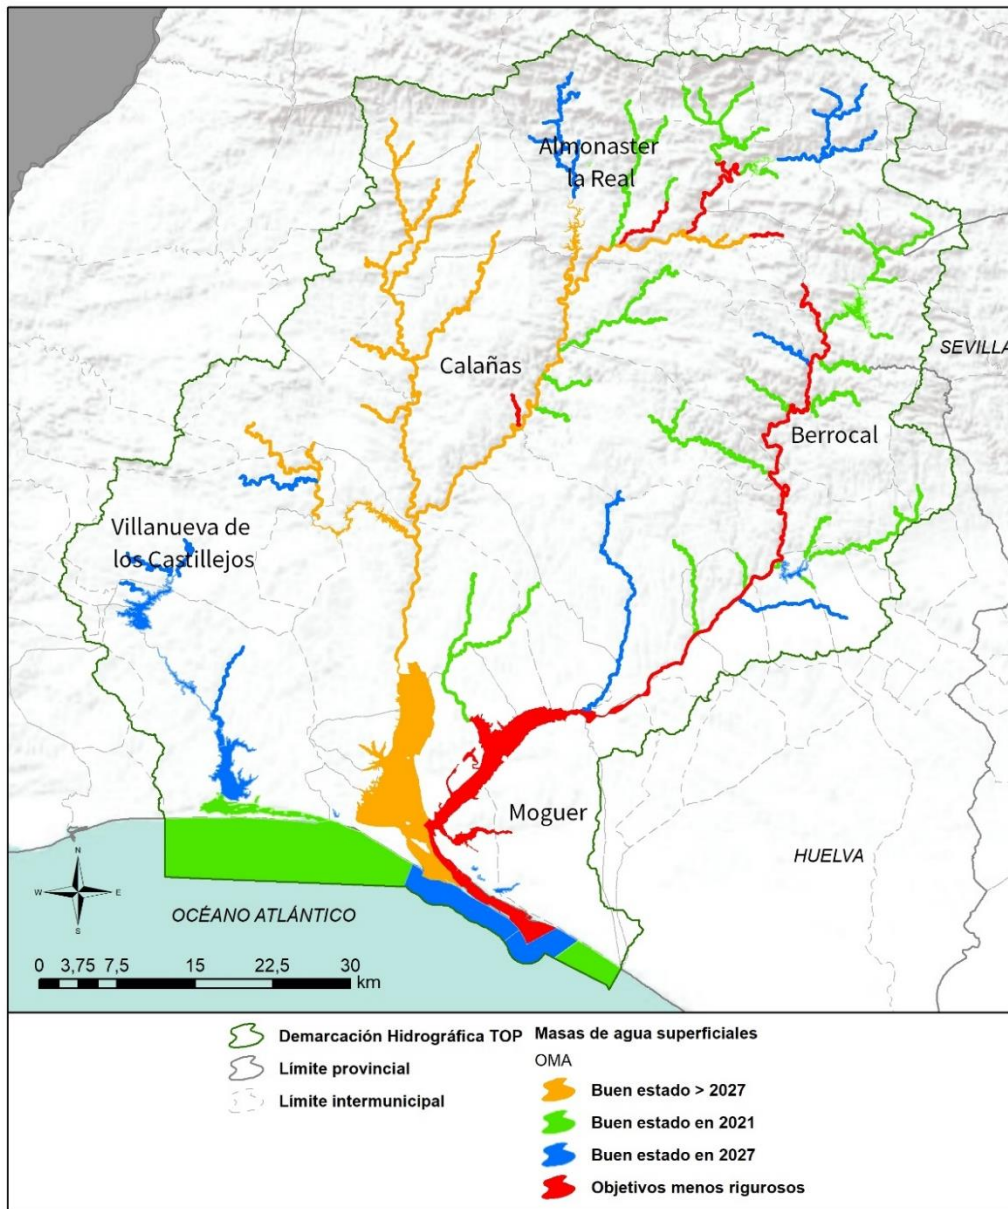 Almonaster
la Real
SEVILLA
Calañas
Berrocal
Villanueva de
los Castillejos
Moguer
HUELVA
N
W E
S
OCÉANO ATLÁNTICO
0 3,75 7,5 15 22,5 30
km
Demarcación Hidrográfica TOP
Límite provincial
Límite intermunicipal
Masas de agua superficiales
OMA
Buen estado > 2027
Buen estado en 2021
Buen estado en 2027
Objetivos menos rigurosos